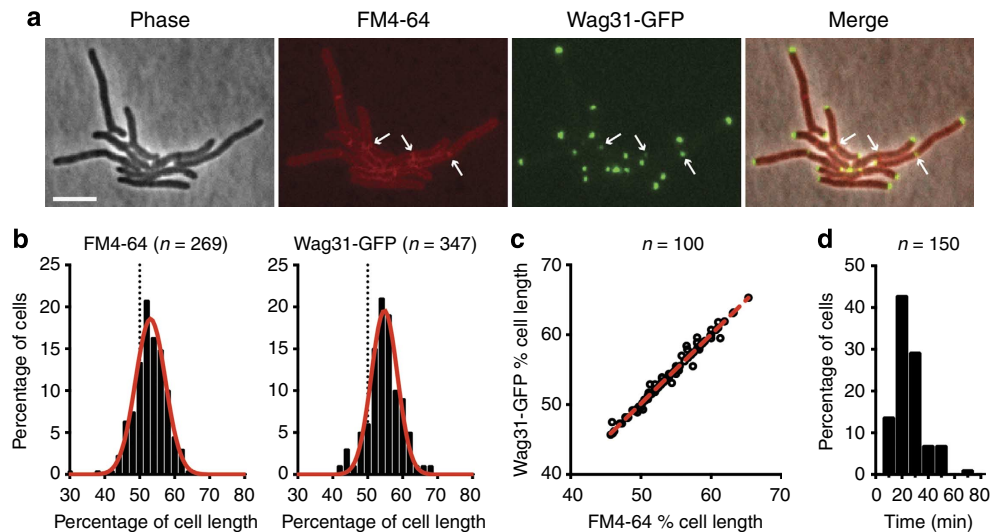 a
Phase FM4-64 Wag31-GFP Merge
b
FM4-64 (n = 269)
Percentage of cells
25
20
15
10
5
0
30 40 50 60 70 80
Percentage of cell length
Wag31-GFP (n = 347)
25
20
15
10
5
0
30 40 50 60 70 80
Percentage of cell length
c
n = 100
Wag31-GFP % cell length
70
60
50
40
40 50 60 70
FM4-64 % cell length
d
n = 150
Percentage of cells
50
40
30
20
10
0
0 20 40 60 80
Time (min)